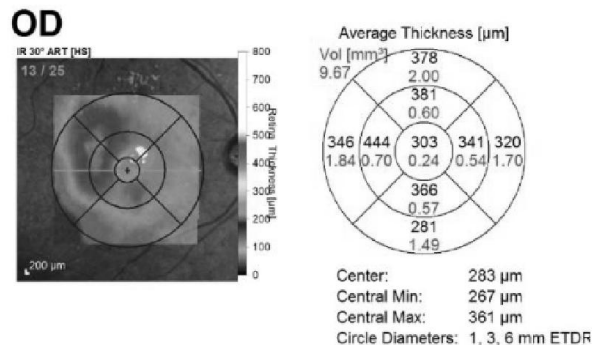 OD
IR 30° ART [HS]
13 / 25
200 µm
800
700
600
500
400
300
200
100
0
Retina Thickness [µm]
Average Thickness [µm]
Vol [mm³]
9.67
378
2.00
381
0.60
346 444 303 341 320
1.84 0.70 0.24 0.54 1.70
366
0.57
281
1.49
Center: 283 µm
Central Min: 267 µm
Central Max: 361 µm
Circle Diameters: 1, 3, 6 mm ETDR